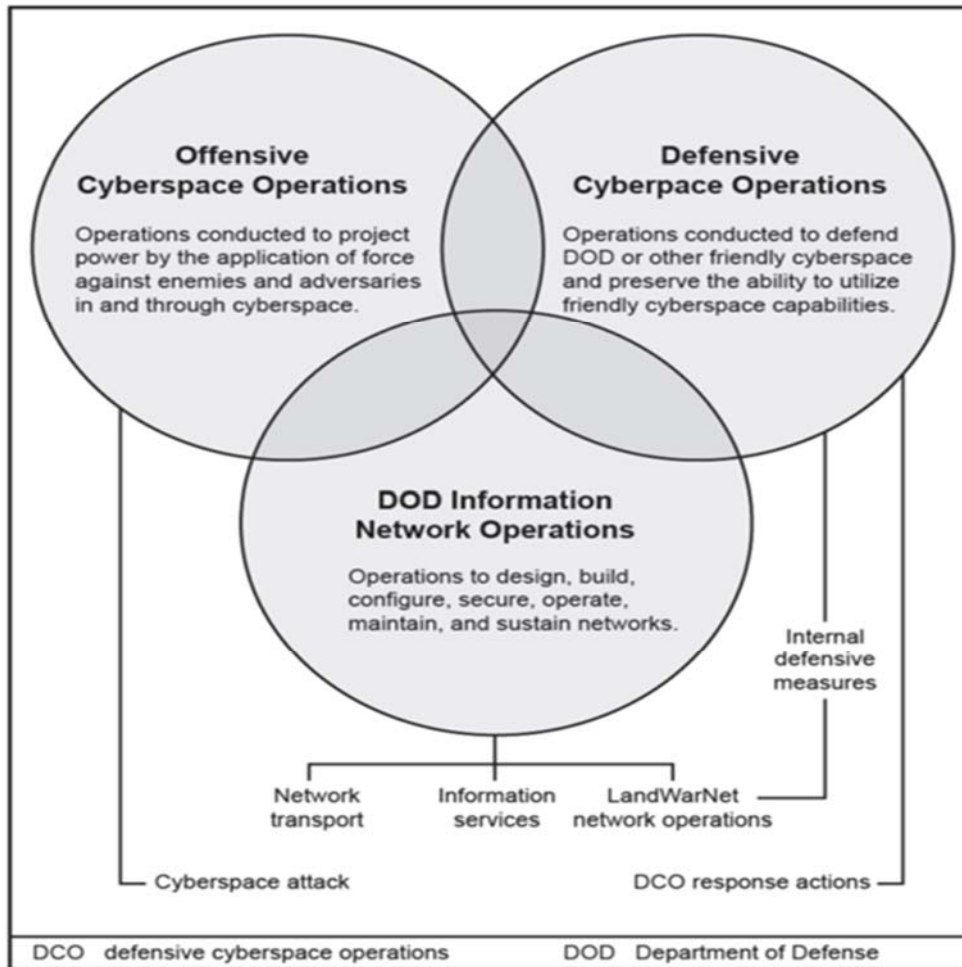 Offensive
Cyberspace Operations
Operations conducted to project
power by the application of force
against enemies and adversaries
in and through cyberspace.
Defensive
Cyberpace Operations
Operations conducted to defend
DOD or other friendly cyberspace
and preserve the ability to utilize
friendly cyberspace capabilities.
DOD Information
Network Operations
Operations to design, build,
configure, secure, operate,
maintain, and sustain networks.
Internal
defensive
measures
Network
transport
Information
services
LandWarNet
network operations
Cyberspace attack
DCO response actions
DCO defensive cyberspace operations
DOD Department of Defense